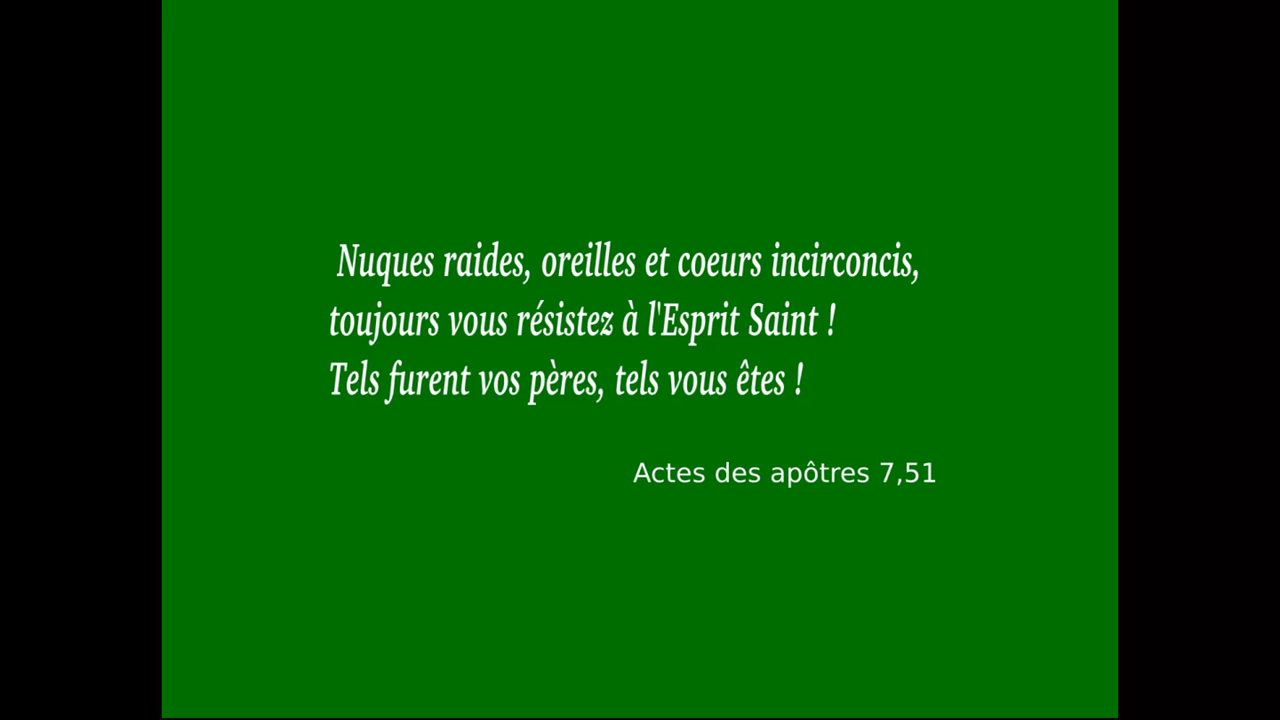 Nuques raides, oreilles et coeurs incirconcis,
toujours vous résistez à l'Esprit Saint !
Tels furent vos pères, tels vous êtes !
Actes des apôtres 7,51